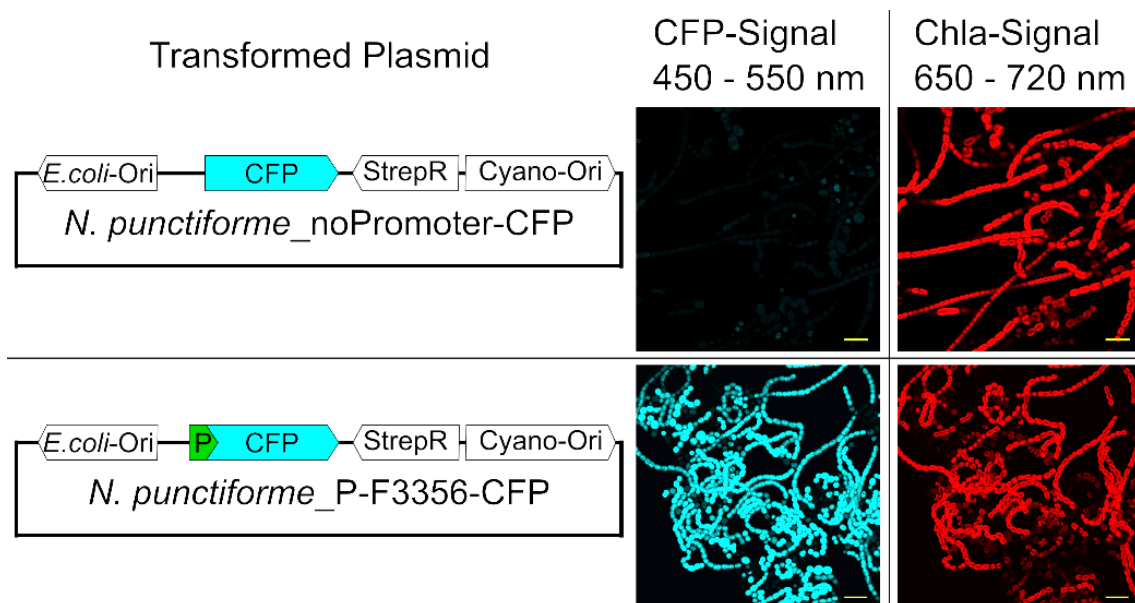 Transformed Plasmid
CFP-Signal
450 - 550 nm
Chla-Signal
650 - 720 nm
E.coli-Ori CFP StrepR Cyano-Ori
N. punctiforme_noPromoter-CFP
E.coli-Ori P CFP StrepR Cyano-Ori
N. punctiforme_P-F3356-CFP